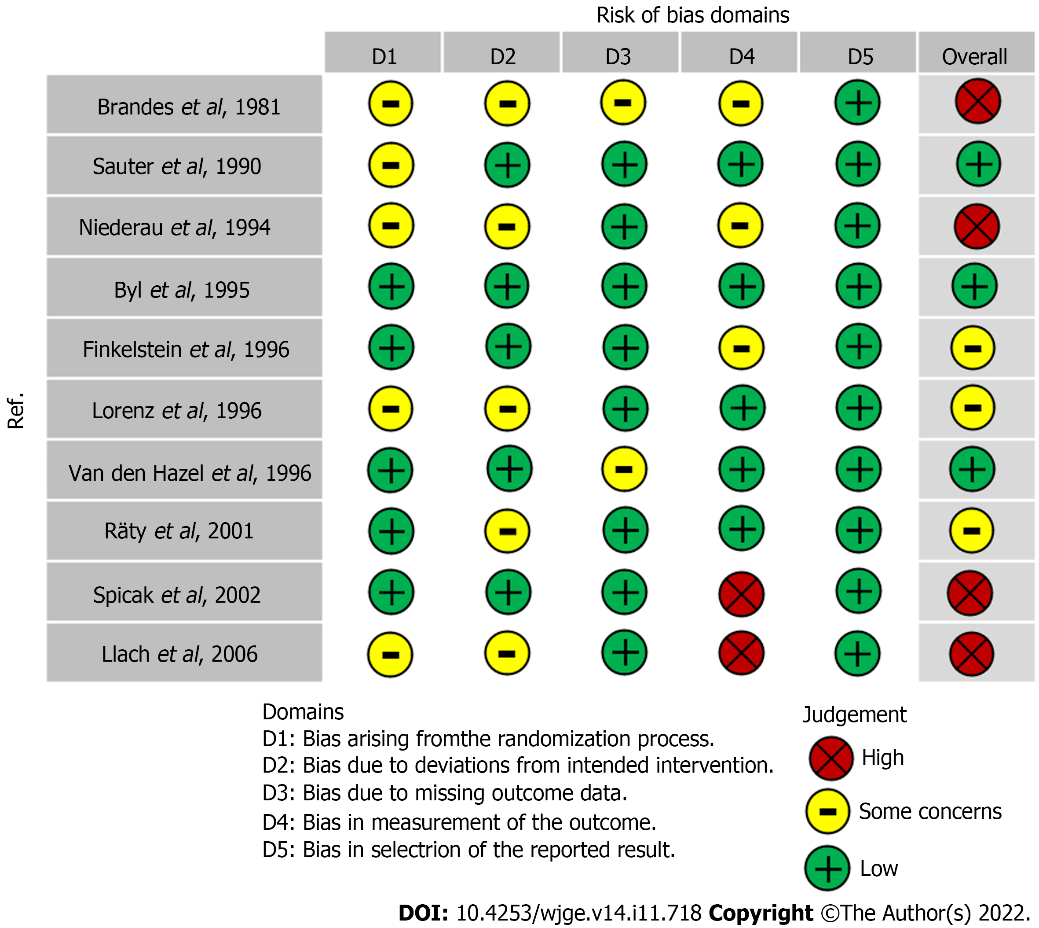 Risk of bias domains
D1 D2 D3 D4 D5 Overall
Brandes et al, 1981
Sauter et al, 1990
Niederau et al, 1994
Byl et al, 1995
Finkelstein et al, 1996
Lorenz et al, 1996
Van den Hazel et al, 1996
Räty et al, 2001
Spicak et al, 2002
Llach et al, 2006
Ref.
Domains
D1: Bias arising fromthe randomization process.
D2: Bias due to deviations from intended intervention.
D3: Bias due to missing outcome data.
D4: Bias in measurement of the outcome.
D5: Bias in selectrion of the reported result.
Judgement
High
Some concerns
Low
DOI: 10.4253/wjge.v14.i11.718 Copyright ©The Author(s) 2022.